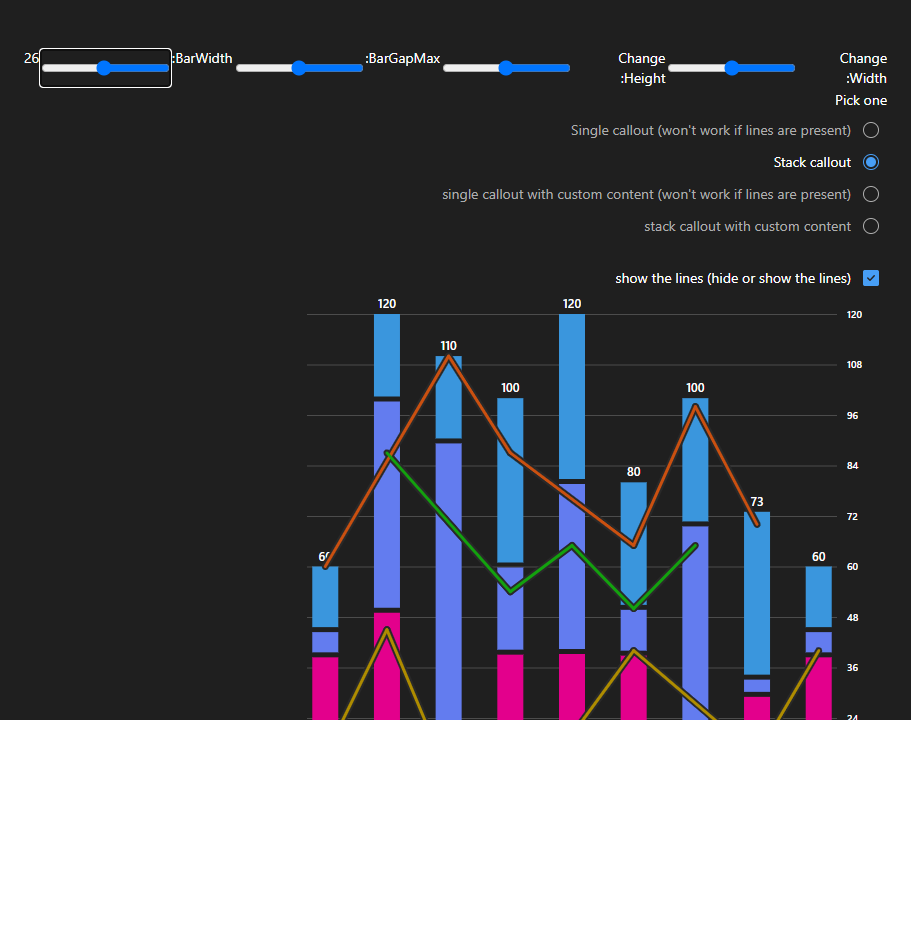 Change :Width
Change :Height
:BarGapMax
:BarWidth
26
Pick one
Single callout (won't work if lines are present)
Stack callout
single callout with custom content (won't work if lines are present)
stack callout with custom content
show the lines (hide or show the lines)
120
120
110
100
100
80
73
60
60
120
108
96
84
72
60
48
36
24